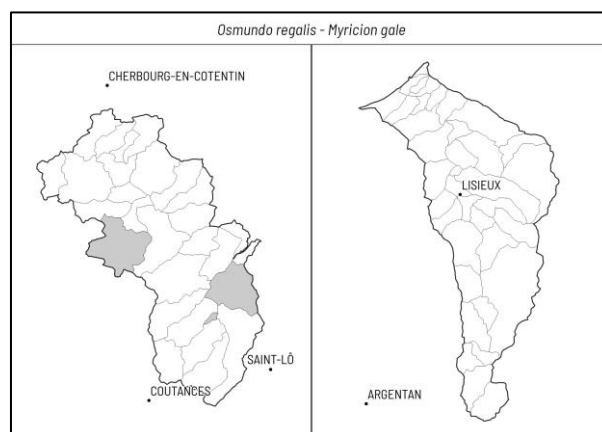 Osmundo regalis - Myricion gale
CHERBOURG-EN-COTENTIN
SAINT-LÔ
COUTANCES
LISIEUX
ARGENTAN